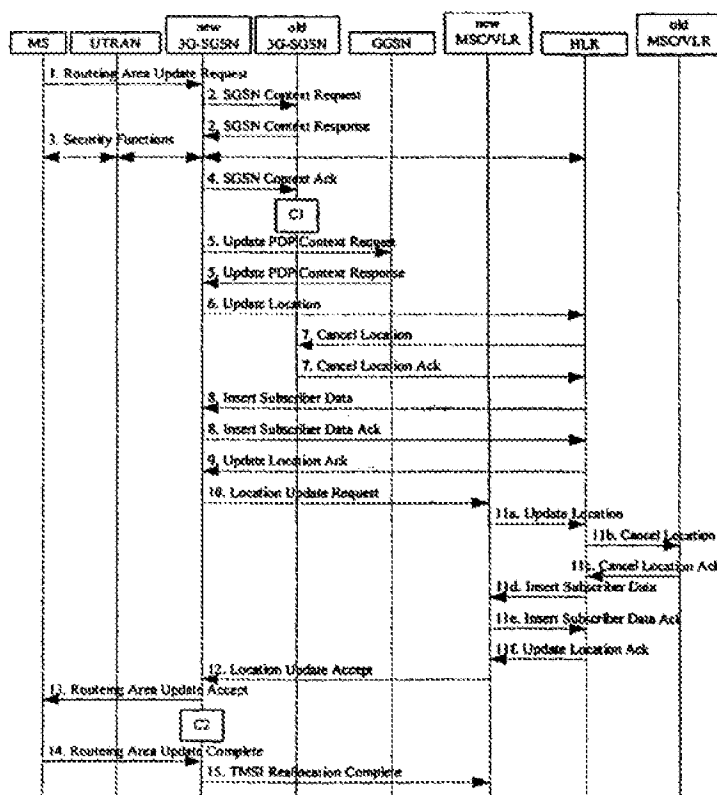 MS
UTRAN
new
3G-SGSN
old
3G-SGSN
GGSN
new
MSC/VLR
HLR
old
MSC/VLR
1. Routeing Area Update Request
2. SGSN Context Request
2. SGSN Context Response
3. Security Functions
4. SGSN Context Ack
C1
5. Update PDP Context Request
5. Update PDP Context Response
6. Update Location
7. Cancel Location
7. Cancel Location Ack
8. Insert Subscriber Data
8. Insert Subscriber Data Ack
9. Update Location Ack
10. Location Update Request
11a. Update Location
11b. Cancel Location
11c. Cancel Location Ack
11d. Insert Subscriber Data
11e. Insert Subscriber Data Ack
11f. Update Location Ack
12. Location Update Accept
13. Routeing Area Update Accept
C2
14. Routeing Area Update Complete
15. TMSI Reallocation Complete